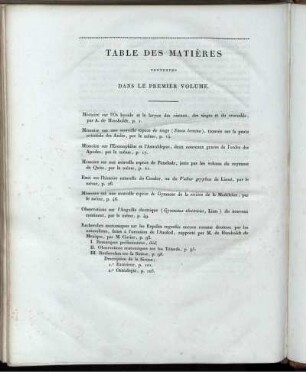 TABLE DES MATIÈRES
CONTENUES
DANS LE PREMIER VOLUME.
Mémoire sur l'Os hyoïde et le larynx des oiseaux, des singes et du crocodile,
par A. de Humboldt, p. 1
Mémoire sur une nouvelle espèce de singe trouvée sur la pente
orientale des Andes, par le même, p. 14
Mémoire sur l'Eremophilus et l'Astroblepus, deux nouveaux genres de l'ordre des
Apodes, par le même, p. 17.
Mémoire sur une nouvelle espèce de Pimelode, jetée par les volcans du royaume
de Quito, par le même, p. 21
Essai sur l'histoire naturelle du Condor, ou du Vultur gryphus de Linné, par
le même, p. 26
Mémoire sur une nouvelle espèce de Gymnote de la rivière de la Madeleine, par
le même, p. 46
Observations sur l'Anguille électrique (Gymnotus electricus, Linn.) du nouveau
continent, par le même, p. 49
Recherches anatomiques sur les Reptiles regardés encore comme douteux par les
naturalistes, faites à l'occasion de l'Axolotl, rapporté par M. de Humboldt du
Mexique, par M. Cuvier, p. 93.
I. Remarques préliminaires, ibid.
II. Observations anatomiques sur les Têtards, p. 96.
III. Recherches sur la Sirène, p. 98.
Description de la Sirène:
1.° Extérieur, p. 101.
2.° Ostéologie, p. 103.